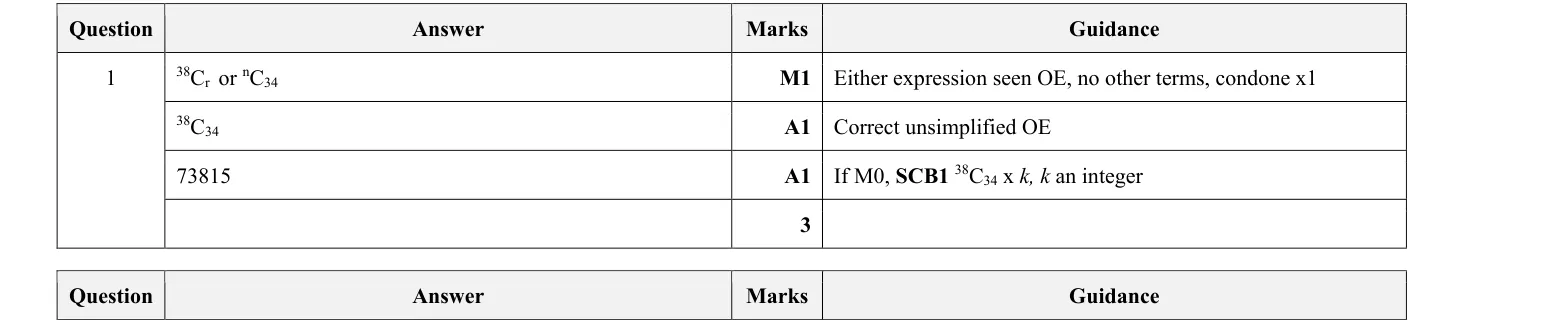 Question Answer Marks Guidance
1 ³⁸Cᵣ or ⁿC₃₄ M1 Either expression seen OE, no other terms, condone x1
³⁸C₃₄ A1 Correct unsimplified OE
73815 A1 If M0, SCB1 ³⁸C₃₄ x k, k an integer
3
Question Answer Marks Guidance